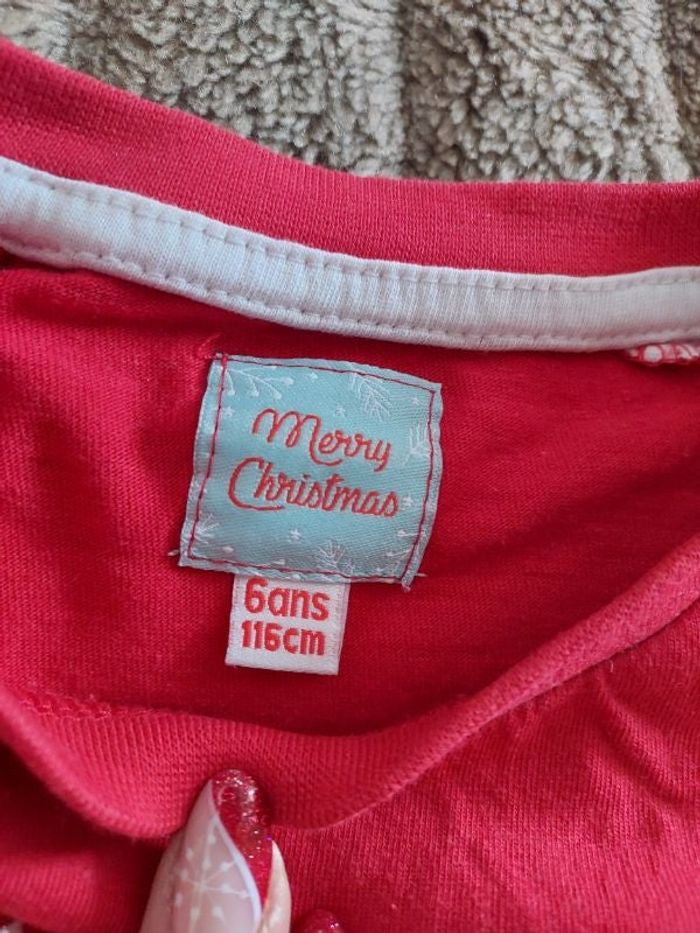 Merry
Christmas
6ans
116cm